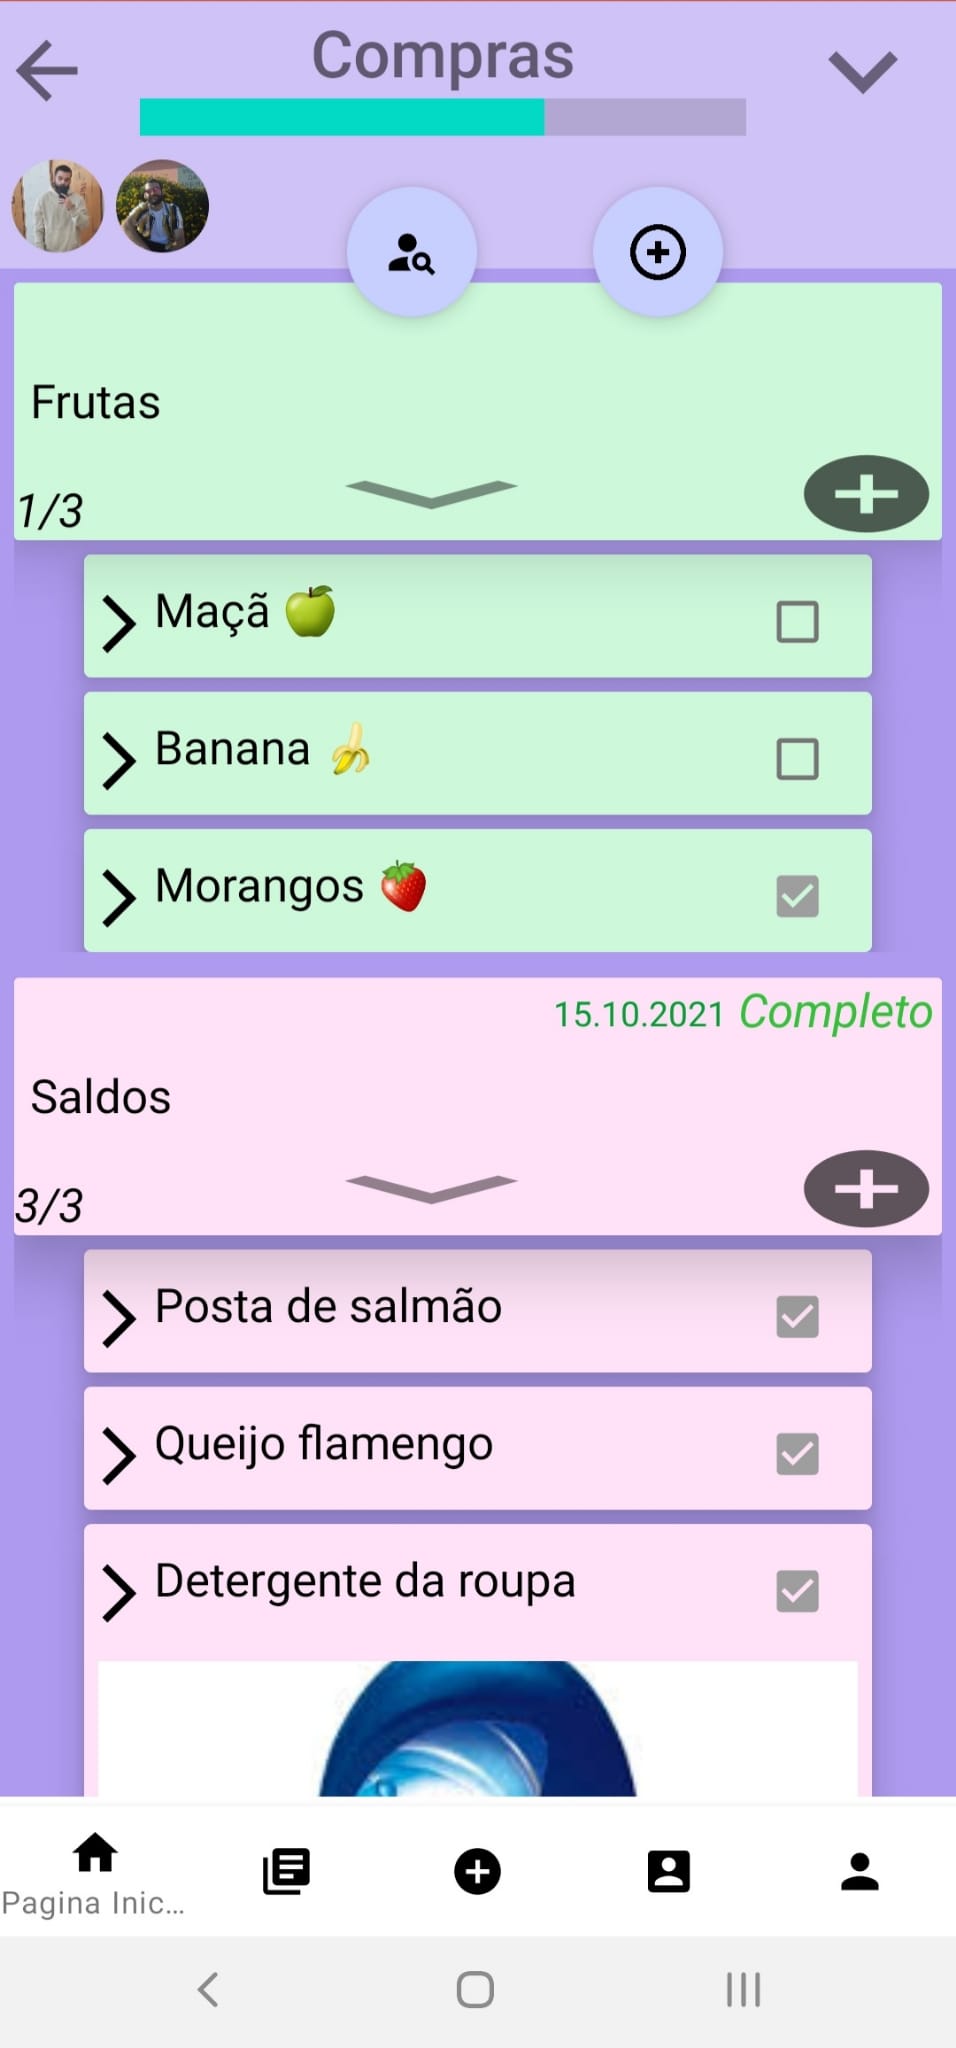 Compras
Frutas
1/3
Maçã
Banana
Morangos
15.10.2021 Completo
Saldos
3/3
Posta de salmão
Queijo flamengo
Detergente da roupa
Pagina Inic...